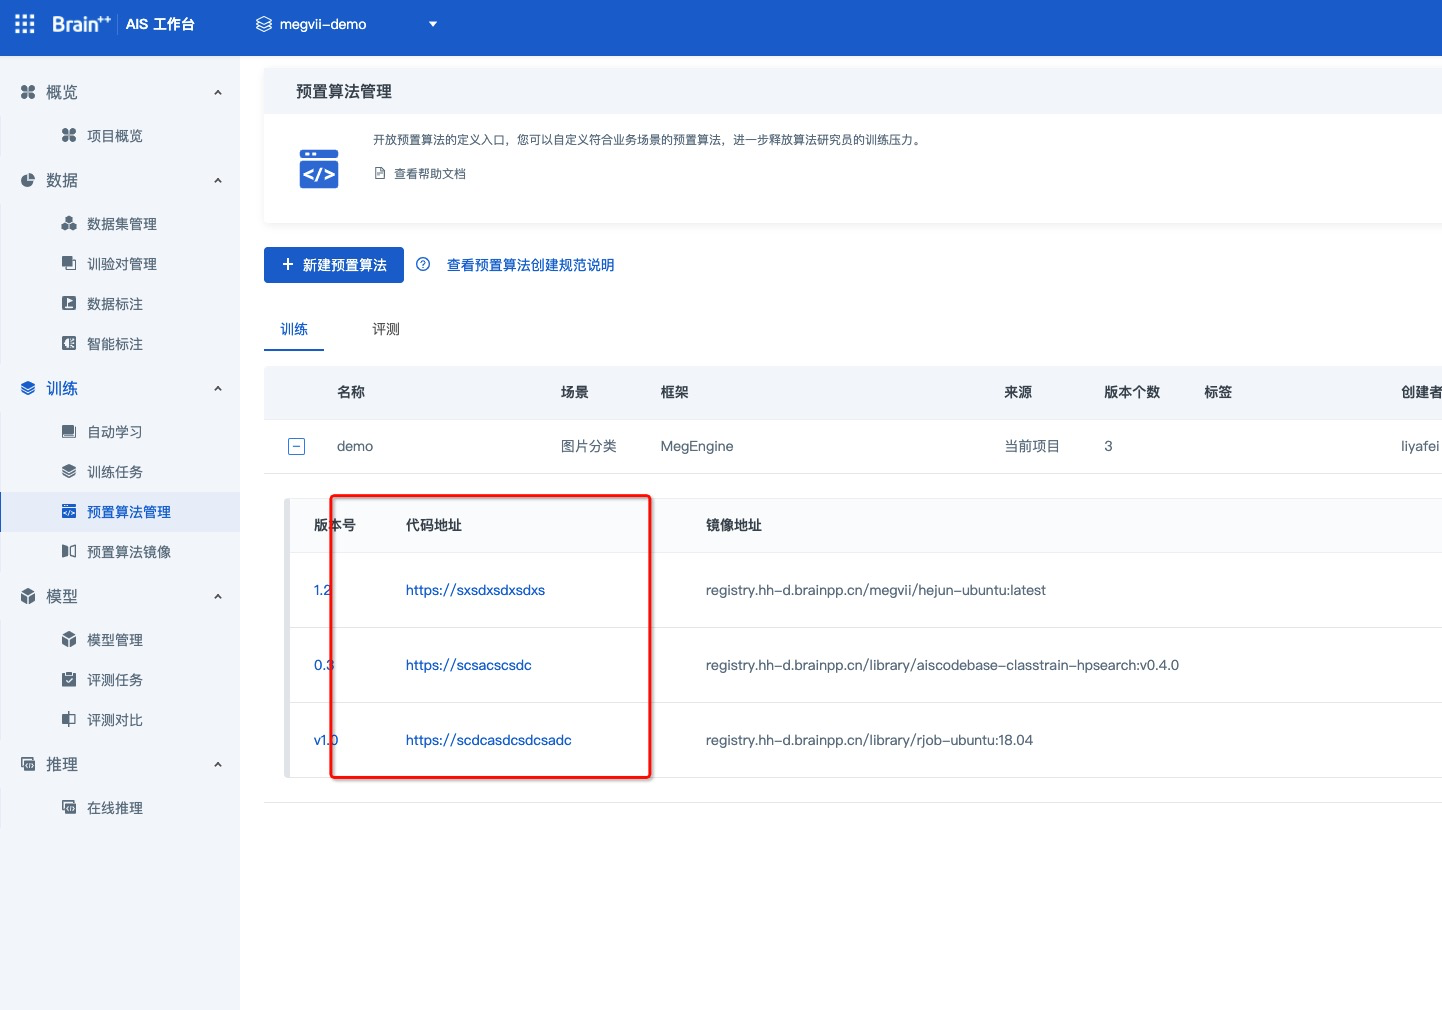 Brain++ AIS 工作台 megvii-demo
概览
项目概览
数据
数据集管理
训验对管理
数据标注
智能标注
训练
自动学习
训练任务
预置算法管理
预置算法镜像
模型
模型管理
评测任务
评测对比
推理
在线推理
预置算法管理
开放预置算法的定义入口，您可以自定义符合业务场景的预置算法，进一步释放算法研究员的训练压力。
查看帮助文档
+ 新建预置算法 查看预置算法创建规范说明
训练 评测
名称 场景 框架 来源 版本个数 标签 创建者
demo 图片分类 MegEngine 当前项目 3 liyafei
版本号 代码地址 镜像地址
1.2 https://sxsdxsdxsdxs registry.hh-d.brainpp.cn/megvii/hejun-ubuntu:latest
0.3 https://scsacscsdc registry.hh-d.brainpp.cn/library/aiscodebase-classtrain-hpsearch:v0.4.0
v1.0 https://scdcasdcsdcsadc registry.hh-d.brainpp.cn/library/rjob-ubuntu:18.04